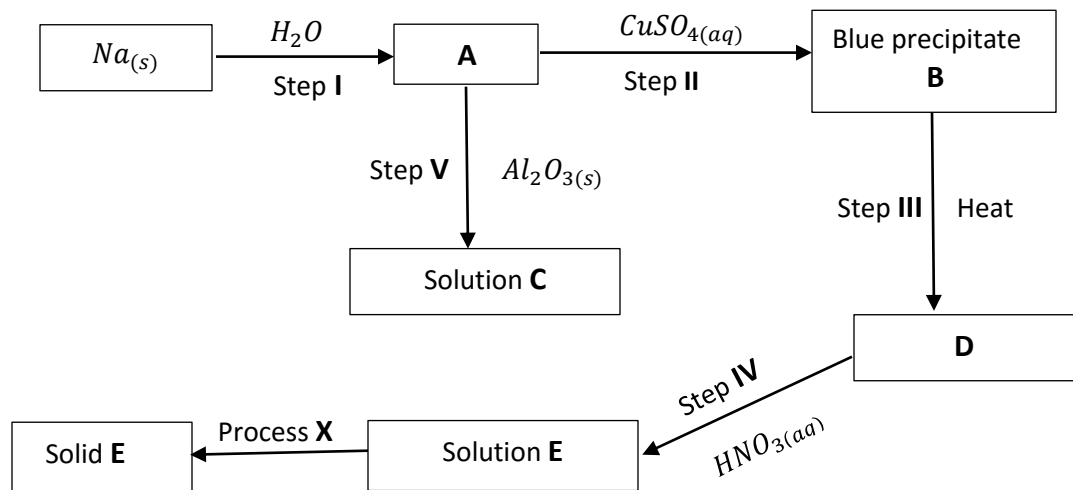 Na(s)
H₂O
Step I
A
CuSO₄(aq)
Step II
Blue precipitate
B
Step V
Al₂O₃(s)
Step III
Heat
Solution C
D
Step IV
HNO₃(aq)
Solid E
Process X
Solution E